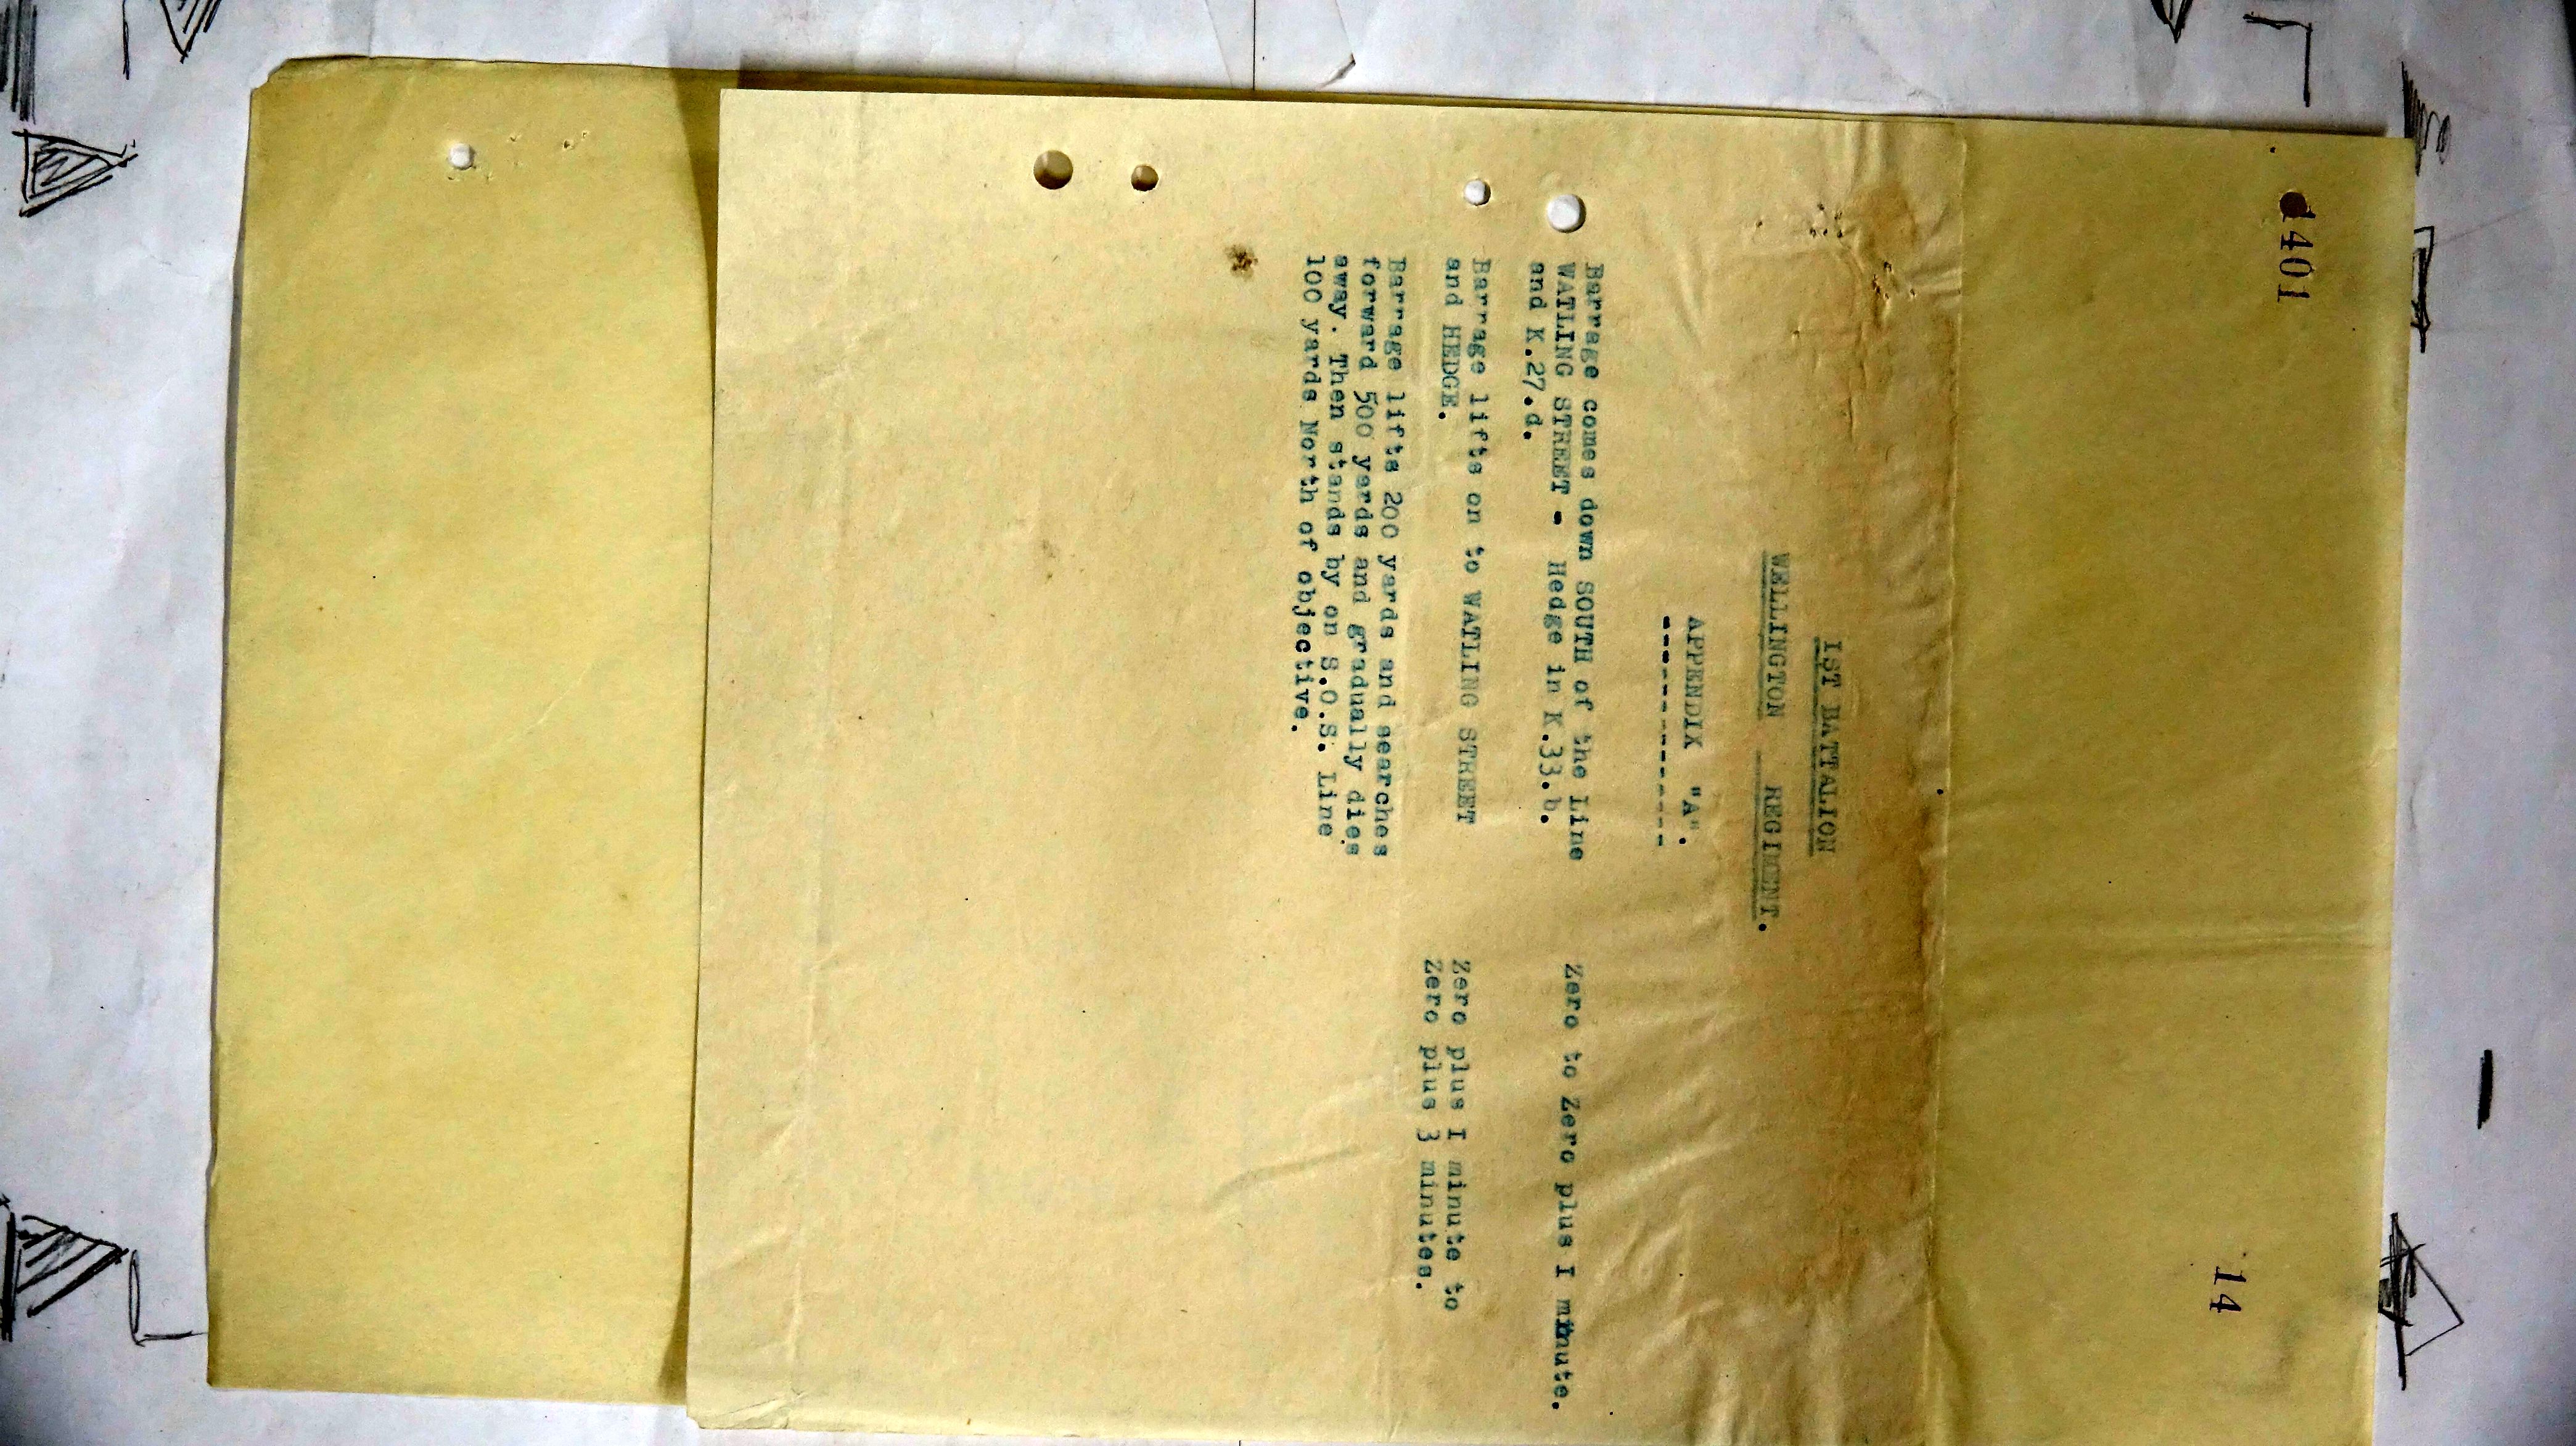 1401
14
1ST BATTALION
WELLINGTON REGIMENT.
APPENDIX "A".
--------------
Barrage comes down SOUTH of the Line
WATLING STREET - Hedge in K.33.b.
and K.27.d.
Zero to Zero plus I minute.
Barrage lifts on to WATLING STREET
and HEDGE.
Zero plus I minute to
Zero plus 3 minutes.
Barrage lifts 200 yards and searches
forward 500 yards and gradually dies
away. Then stands by on S.O.S. Line
100 yards North of objective.